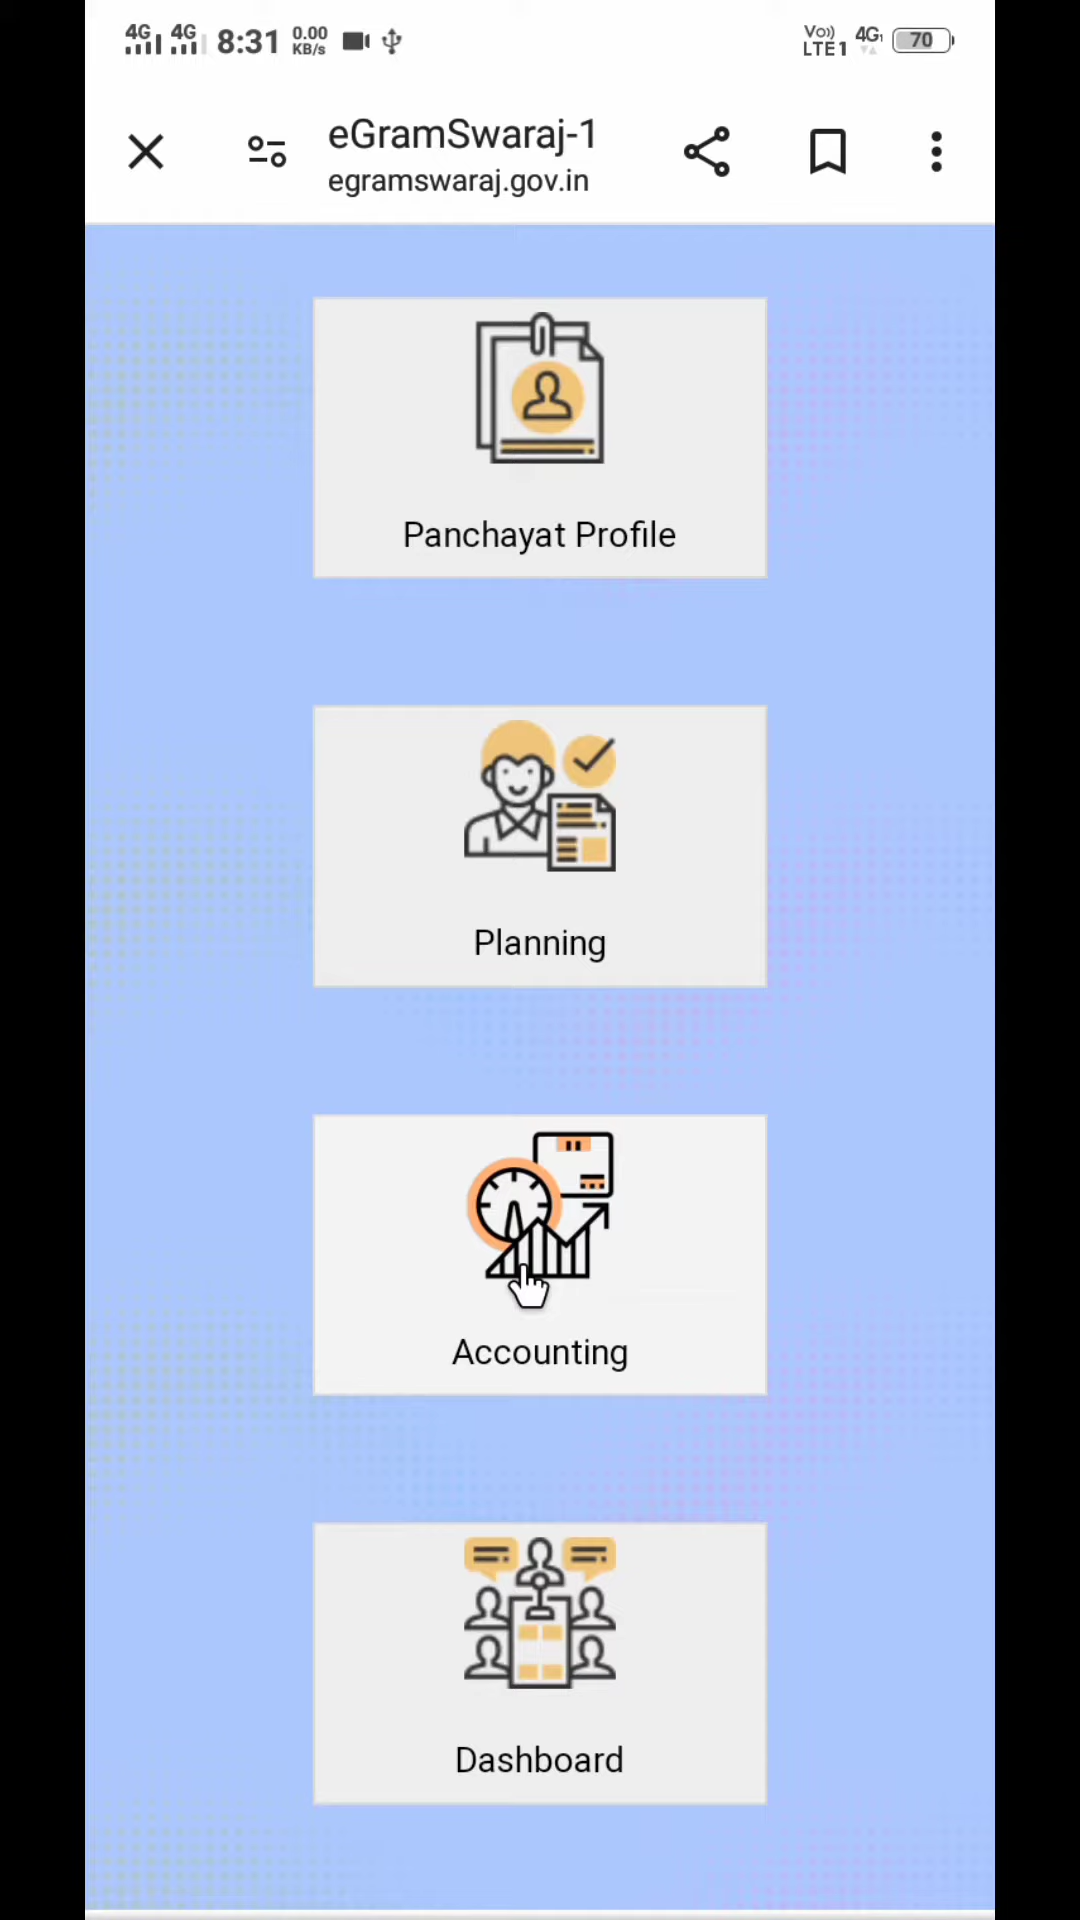 4G 4G 8:31 0.00 KB/s Vo)) LTE1 4G 70
eGramSwaraj-1
egramswaraj.gov.in
Panchayat Profile
Planning
Accounting
Dashboard